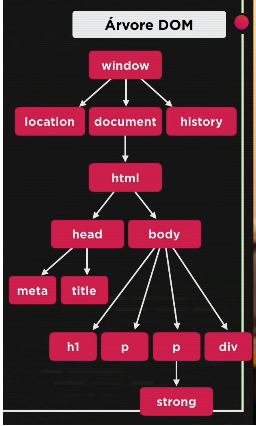 Árvore DOM
window
location document history
html
head body
meta title
h1 p p div
strong